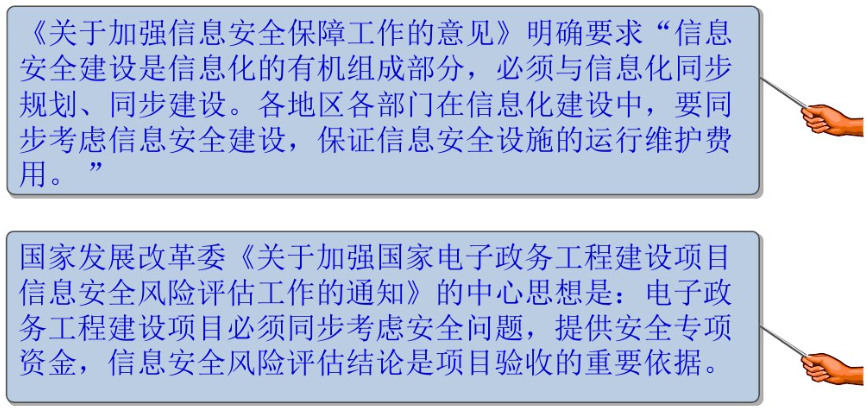 《关于加强信息安全保障工作的意见》明确要求“信息
安全建设是信息化的有机组成部分，必须与信息化同步
规划、同步建设。各地区各部门在信息化建设中，要同
步考虑信息安全建设，保证信息安全设施的运行维护费
用。”
国家发展改革委《关于加强国家电子政务工程建设项目
信息安全风险评估工作的通知》的中心思想是：电子政
务工程建设项目必须同步考虑安全问题，提供安全专项
资金，信息安全风险评估结论是项目验收的重要依据。